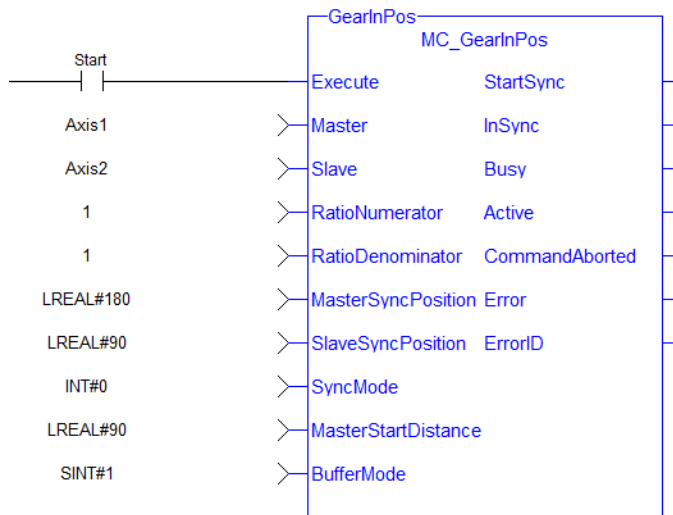 GearInPos
MC_GearInPos
Start
Execute StartSync
Axis1 Master InSync
Axis2 Slave Busy
1 RatioNumerator Active
1 RatioDenominator CommandAborted
LREAL#180 MasterSyncPosition Error
LREAL#90 SlaveSyncPosition ErrorID
INT#0 SyncMode
LREAL#90 MasterStartDistance
SINT#1 BufferMode